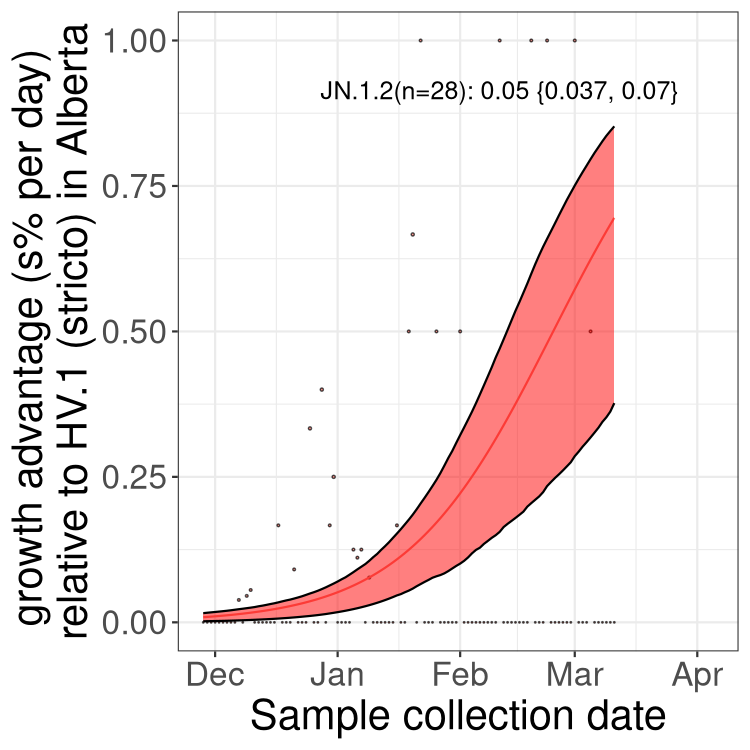 growth advantage (s% per day)
relative to HV.1 (stricto) in Alberta
1.00
0.75
0.50
0.25
0.00
JN.1.2(n=28): 0.05 {0.037, 0.07}
Dec Jan Feb Mar Apr
Sample collection date